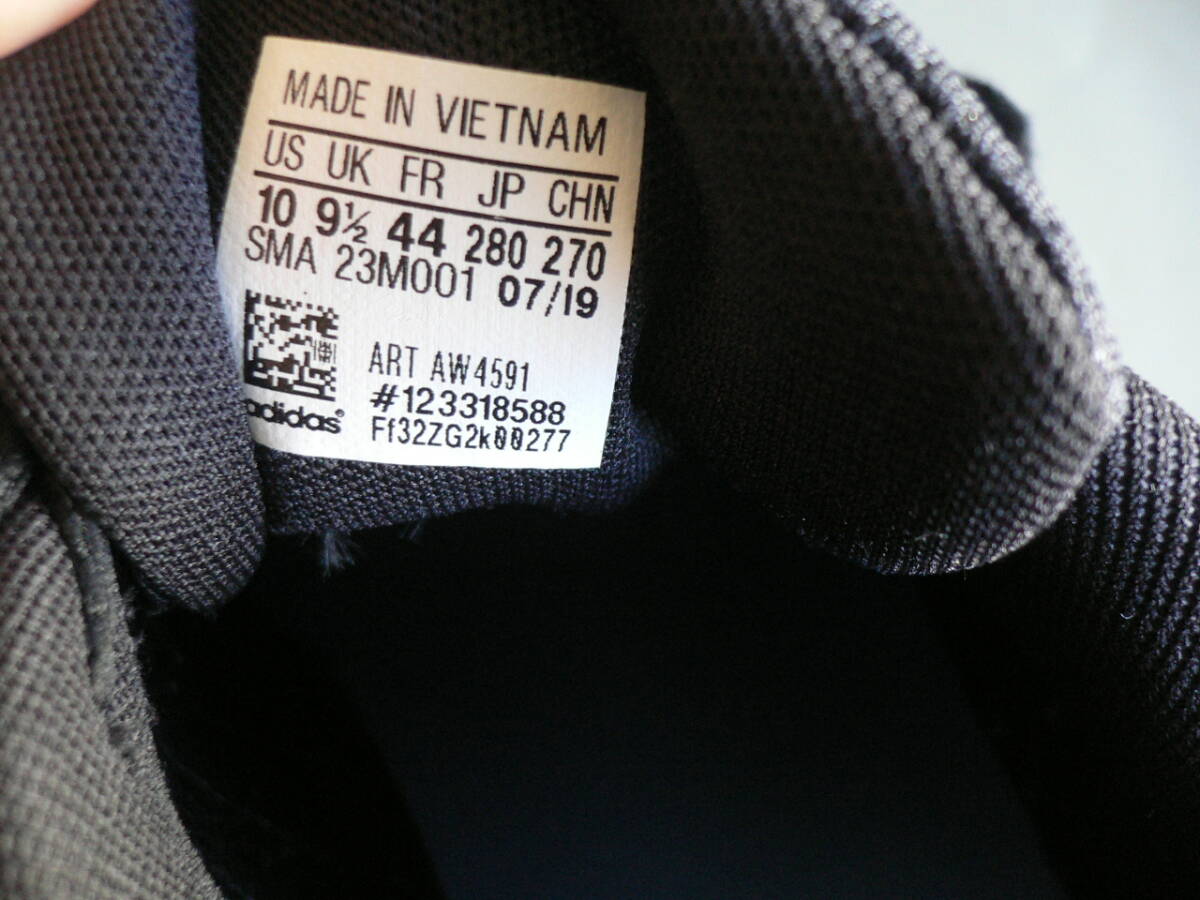 MADE IN VIETNAM
US UK FR JP CHN
10 9½ 44 280 270
SMA 23M001 07/19
ART AW4591
#123318588
adidas®
Ff32ZG2k00277